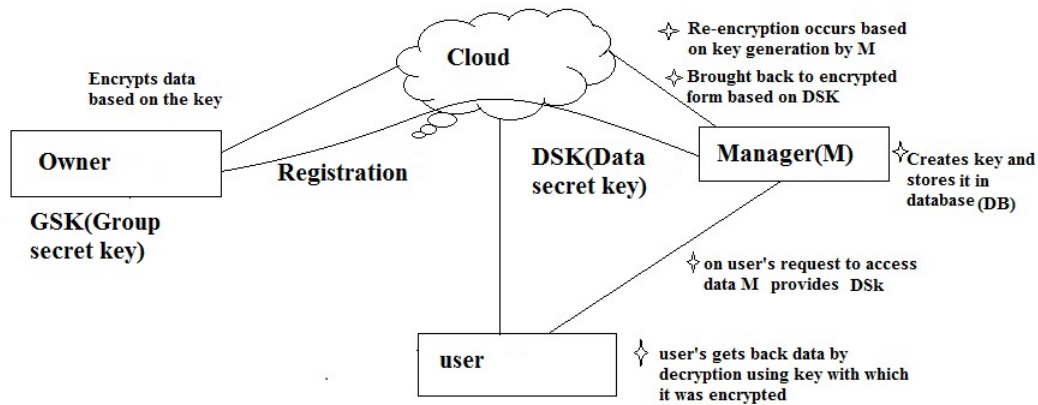 Cloud
Re-encryption occurs based
on key generation by M
Brought back to encrypted
form based on DSK
Encrypts data
based on the key
Owner
Registration
DSK(Data
secret key)
Manager(M)
Creates key and
stores it in
database (DB)
GSK(Group
secret key)
on user's request to access
data M provides DSk
user
user's gets back data by
decryption using key with which
it was encrypted